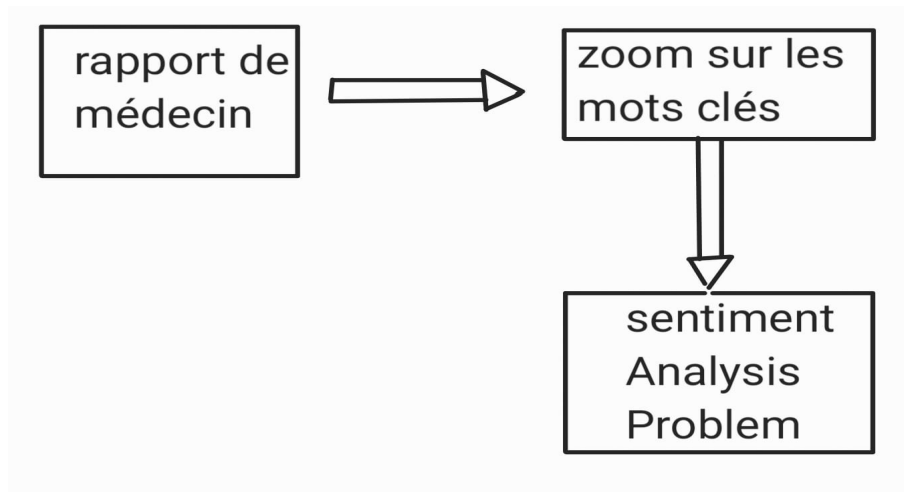 rapport de
médecin
zoom sur les
mots clés
sentiment
Analysis
Problem